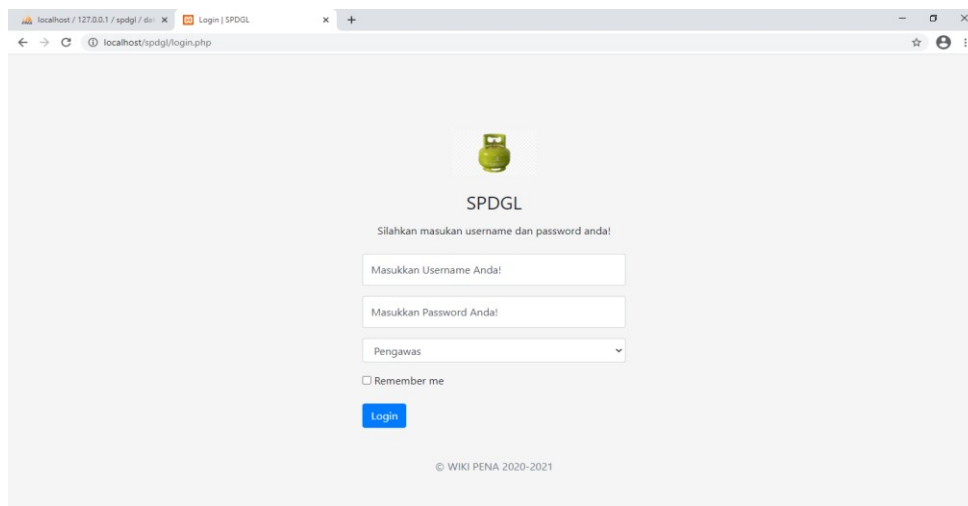 localhost / 127.0.0.1 / spdgl / dat
Login | SPDGL
localhost/spdgl/login.php
SPDGL
Silahkan masukan username dan password anda!
Masukkan Username Anda!
Masukkan Password Anda!
Pengawas
Remember me
Login
© WIKI PENA 2020-2021